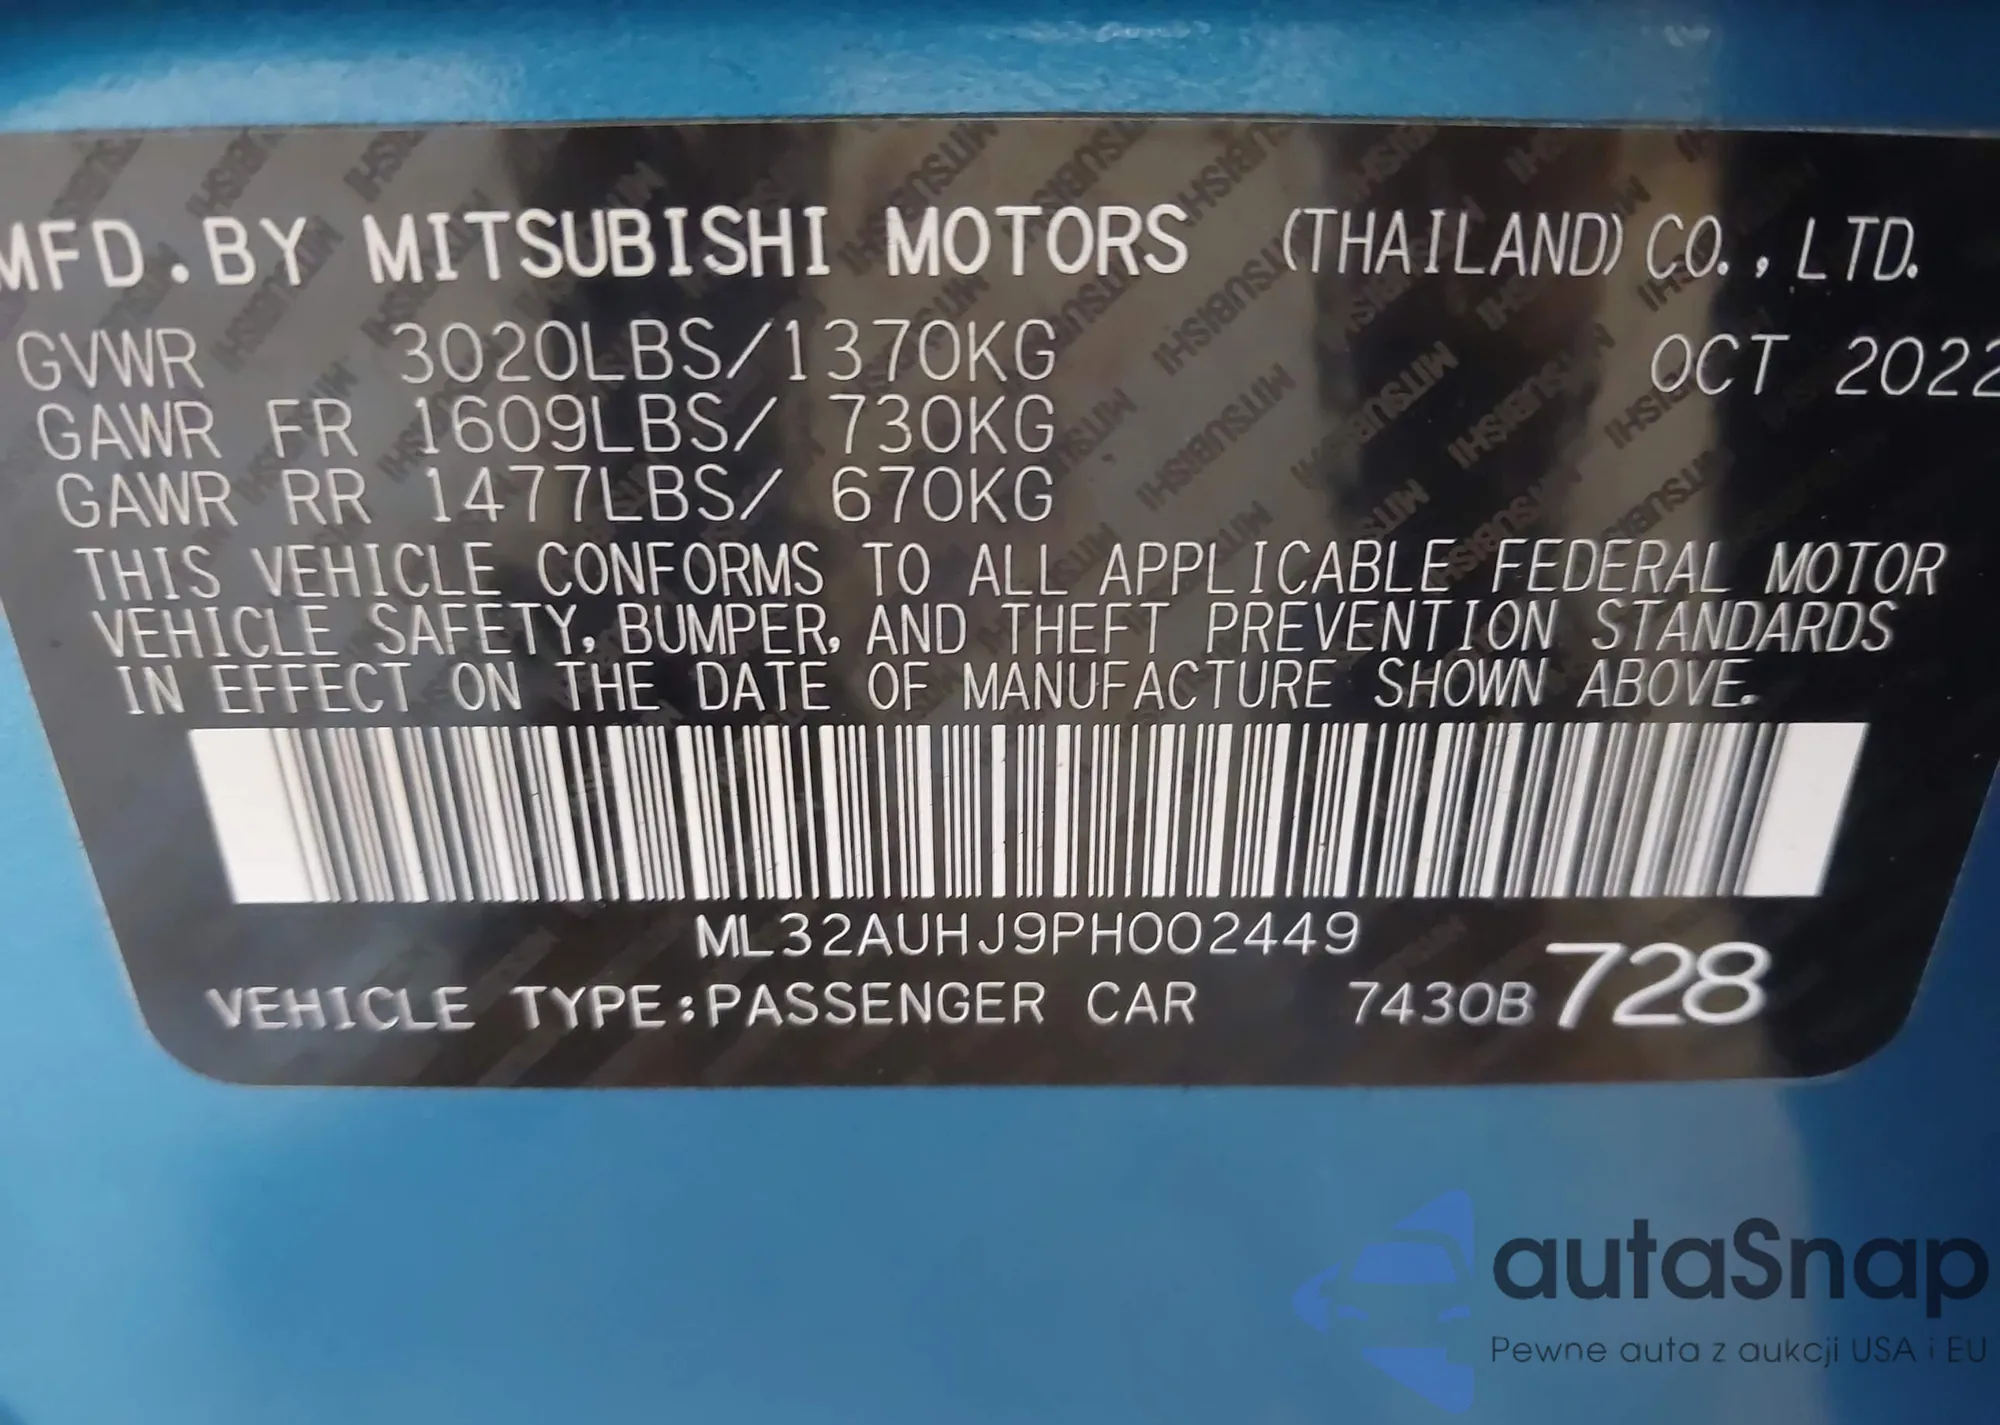 MFD. BY MITSUBISHI MOTORS (THAILAND) CO., LTD.
GVWR 3020LBS/1370KG OCT 2022
GAWR FR 1609LBS/ 730KG
GAWR RR 1477LBS/ 670KG
THIS VEHICLE CONFORMS TO ALL APPLICABLE FEDERAL MOTOR
VEHICLE SAFETY, BUMPER, AND THEFT PREVENTION STANDARDS
IN EFFECT ON THE DATE OF MANUFACTURE SHOWN ABOVE.
ML32AUHJ9PH002449
VEHICLE TYPE:PASSENGER CAR 7430B 728
autaSnap
Pewne auta z aukcji USA i EU